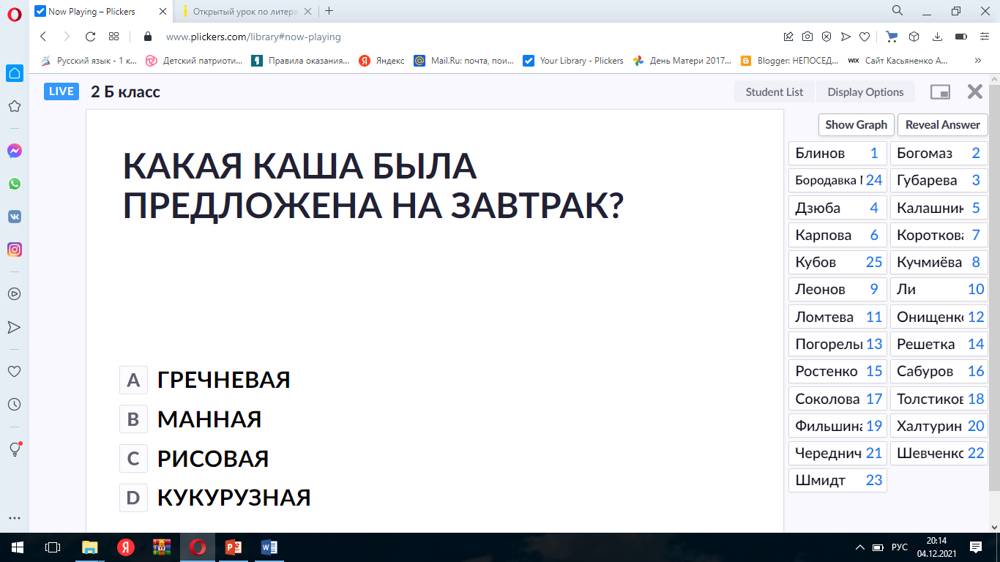 Now Playing – Plickers
Открытый урок по литера
www.plickers.com/library#now-playing
Русский язык - 1 к...
Детский патриоти...
Правила оказания...
Яндекс
Mail.Ru: почта, пои...
Your Library - Plickers
День Матери 2017...
Blogger: НЕПОСЕД...
WIX Сайт Касьяненко А...
LIVE 2 Б класс
Student List
Display Options
Show Graph
Reveal Answer
КАКАЯ КАША БЫЛА
ПРЕДЛОЖЕНА НА ЗАВТРАК?
A ГРЕЧНЕВАЯ
B МАННАЯ
C РИСОВАЯ
D КУКУРУЗНАЯ
Блинов 1
Богомаз 2
Бородавка 24
Губарева 3
Дзюба 4
Калашник 5
Карпова 6
Короткова 7
Кубов 25
Кучмиёва 8
Леонов 9
Ли 10
Ломтева 11
Онищенко 12
Погорелы 13
Решетка 14
Ростенко 15
Сабуров 16
Соколова 17
Толстиков 18
Фильшина 19
Халтурин 20
Череднич 21
Шевченко 22
Шмидт 23
РУС
20:14
04.12.2021